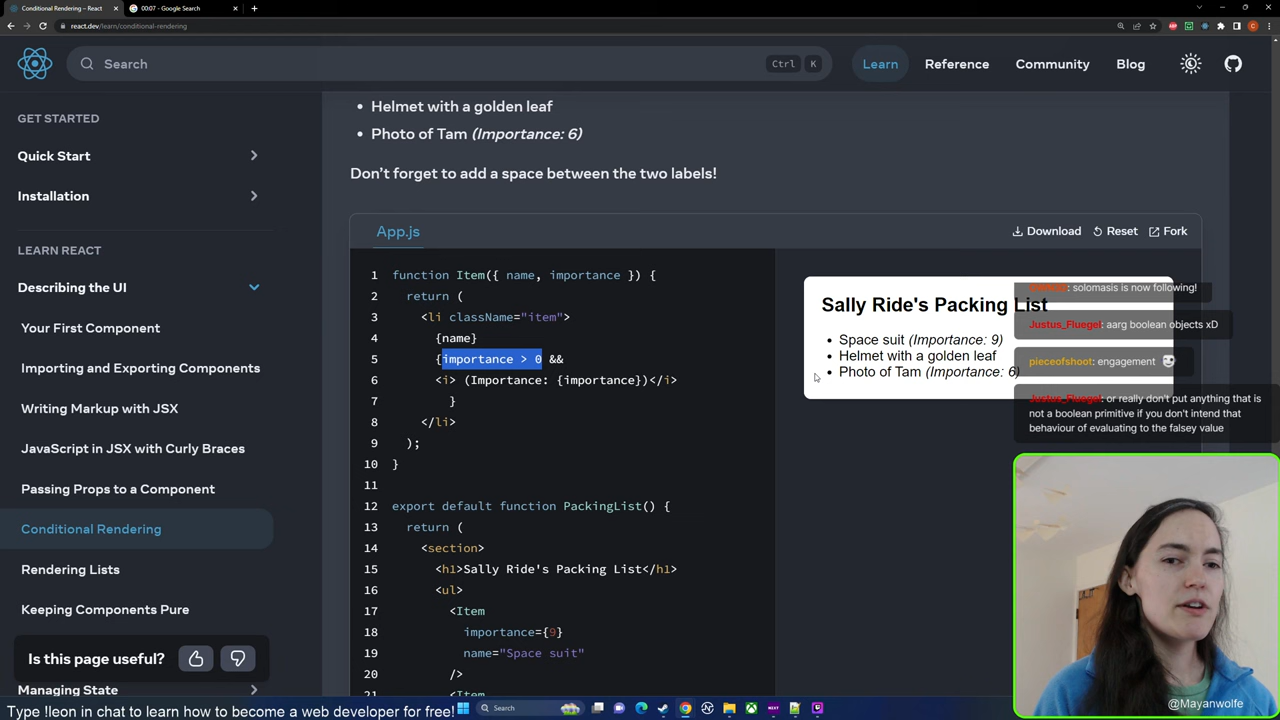 Conditional Rendering – React
00:07 - Google Search
react.dev/learn/conditional-rendering
Search
Ctrl K
Learn
Reference
Community
Blog
GET STARTED
Quick Start
Installation
LEARN REACT
Describing the UI
Your First Component
Importing and Exporting Components
Writing Markup with JSX
JavaScript in JSX with Curly Braces
Passing Props to a Component
Conditional Rendering
Rendering Lists
Keeping Components Pure
Is this page useful?
Managing State
Helmet with a golden leaf
Photo of Tam (Importance: 6)
Don’t forget to add a space between the two labels!
App.js
Download
Reset
Fork
1 function Item({ name, importance }) {
2 return (
3 <li className="item">
4 {name}
5 {importance > 0 &&
6 <i> (Importance: {importance})</i>
7 }
8 </li>
9 );
10 }
11
12 export default function PackingList() {
13 return (
14 <section>
15 <h1>Sally Ride's Packing List</h1>
16 <ul>
17 <Item
18 importance={9}
19 name="Space suit"
20 />
21 <Item
Sally Ride's Packing List
Space suit (Importance: 9)
Helmet with a golden leaf
Photo of Tam (Importance: 6)
: solomasis is now following!
Justus_Fluegel: aarg boolean objects xD
pieceofshoot: engagement
Justus_Fluegel: or really don't put anything that is
not a boolean primitive if you don't intend that
behaviour of evaluating to the falsey value
@Mayanwolfe
Type !leon in chat to learn how to become a web developer for free!
Search